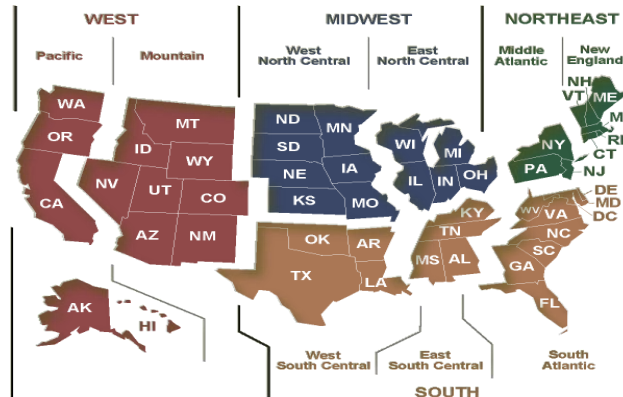 WEST
MIDWEST
NORTHEAST
Pacific
Mountain
West
North Central
East
North Central
Middle
Atlantic
New
England
WA
OR
CA
NV
ID
MT
WY
UT
CO
AZ
NM
AK
HI
ND
SD
NE
KS
MN
IA
MO
WI
MI
IL
IN
OH
NH
VT
ME
M
RI
CT
NY
PA
NJ
OK
TX
AR
LA
KY
TN
MS
AL
DE
MD
DC
WV
VA
NC
SC
GA
FL
West
South Central
East
South Central
South
Atlantic
SOUTH